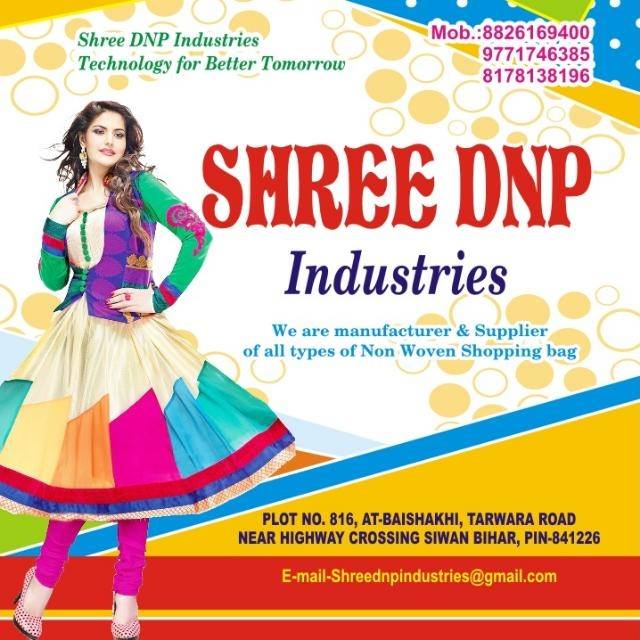 Shree DNP Industries
Technology for Better Tomorrow
Mob.:8826169400
9771746385
8178138196
SHREE DNP
Industries
We are manufacturer & Supplier
of all types of Non Woven Shopping bag
PLOT NO. 816, AT-BAISHAKHI, TARWARA ROAD
NEAR HIGHWAY CROSSING SIWAN BIHAR, PIN-841226
E-mail-Shreednpindustries@gmail.com